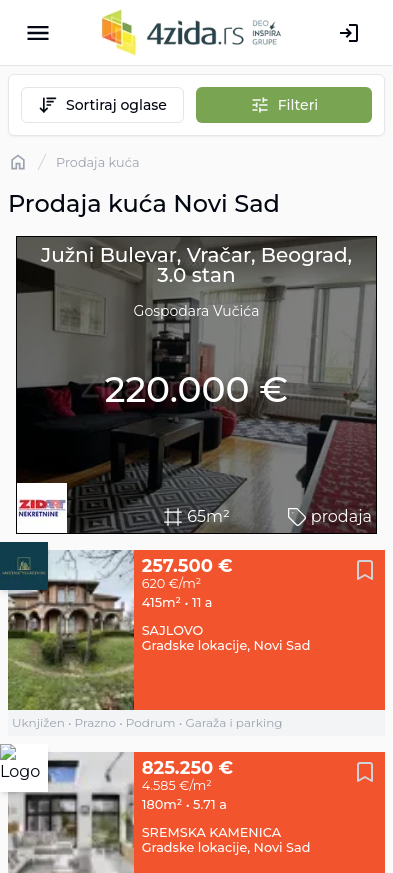 4zida.rs
DEO
INSPIRA
GRUPE
Sortiraj oglase
Filteri
Prodaja kuća
Prodaja kuća Novi Sad
Južni Bulevar, Vračar, Beograd,
3.0 stan
Gospodara Vučića
220.000 €
ZIDART
NEKRETNINE
65m²
prodaja
257.500 €
620 €/m²
415m² • 11 a
SAJLOVO
Gradske lokacije, Novi Sad
Uknjižen • Prazno • Podrum • Garaža i parking
Logo
825.250 €
4.585 €/m²
180m² • 5.71 a
SREMSKA KAMENICA
Gradske lokacije, Novi Sad